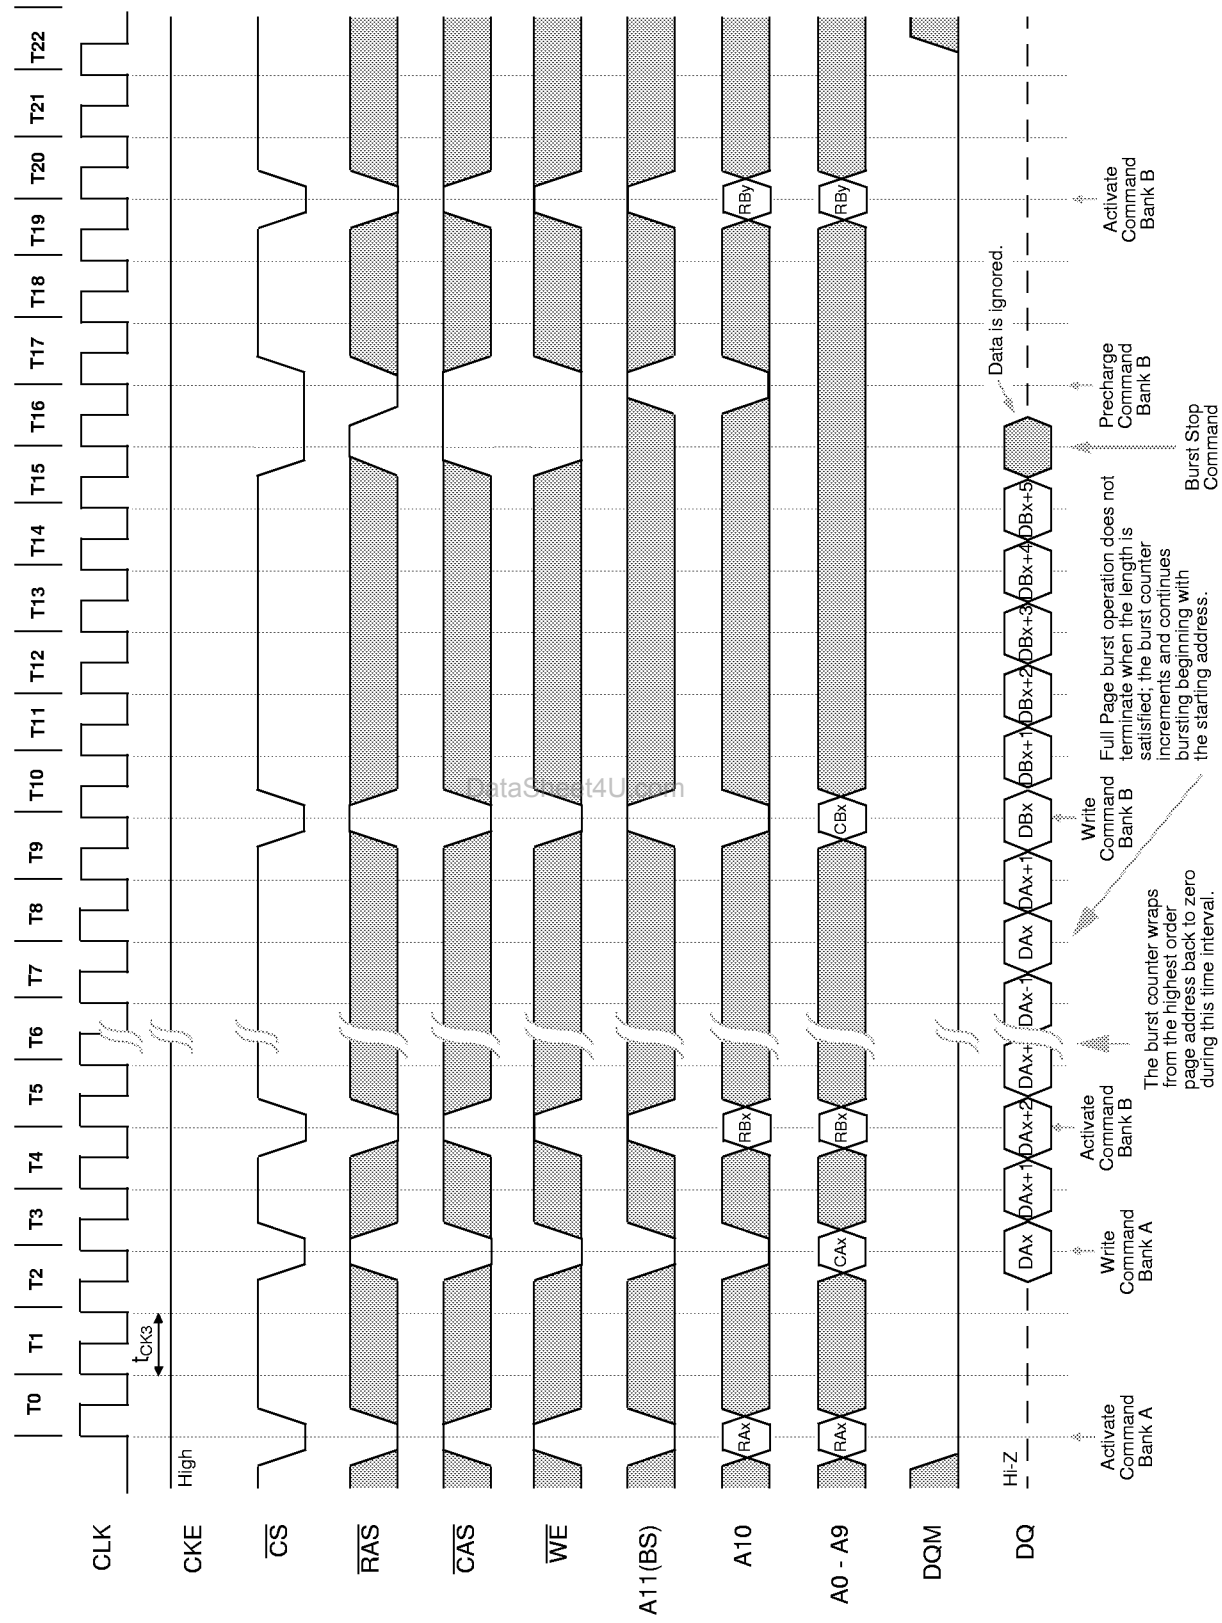 T0 T1 T2 T3 T4 T5 T6 T7 T8 T9 T10 T11 T12 T13 T14 T15 T16 T17 T18 T19 T20 T21 T22
CLK
tCK3
CKE
High
CS
RAS
CAS
WE
A11(BS)
A10
RAx RBx RBy
A0 - A9
RAx CAx RBx CBx RBy
DQM
DQ
Hi-Z
DAx DAx+1 DAx+2 DAx+ DAx-1 DAx DAx+1 DBx DBx+1 DBx+2 DBx+3 DBx+4 DBx+5
Data is ignored.
Activate
Command
Bank A
Write
Command
Bank A
Activate
Command
Bank B
The burst counter wraps
from the highest order
page address back to zero
during this time interval.
Write
Command
Bank B
Full Page burst operation does not
terminate when the length is
satisfied; the burst counter
increments and continues
bursting beginning with
the starting address.
Burst Stop
Command
Precharge
Command
Bank B
Activate
Command
Bank B
DataSheet4U.com